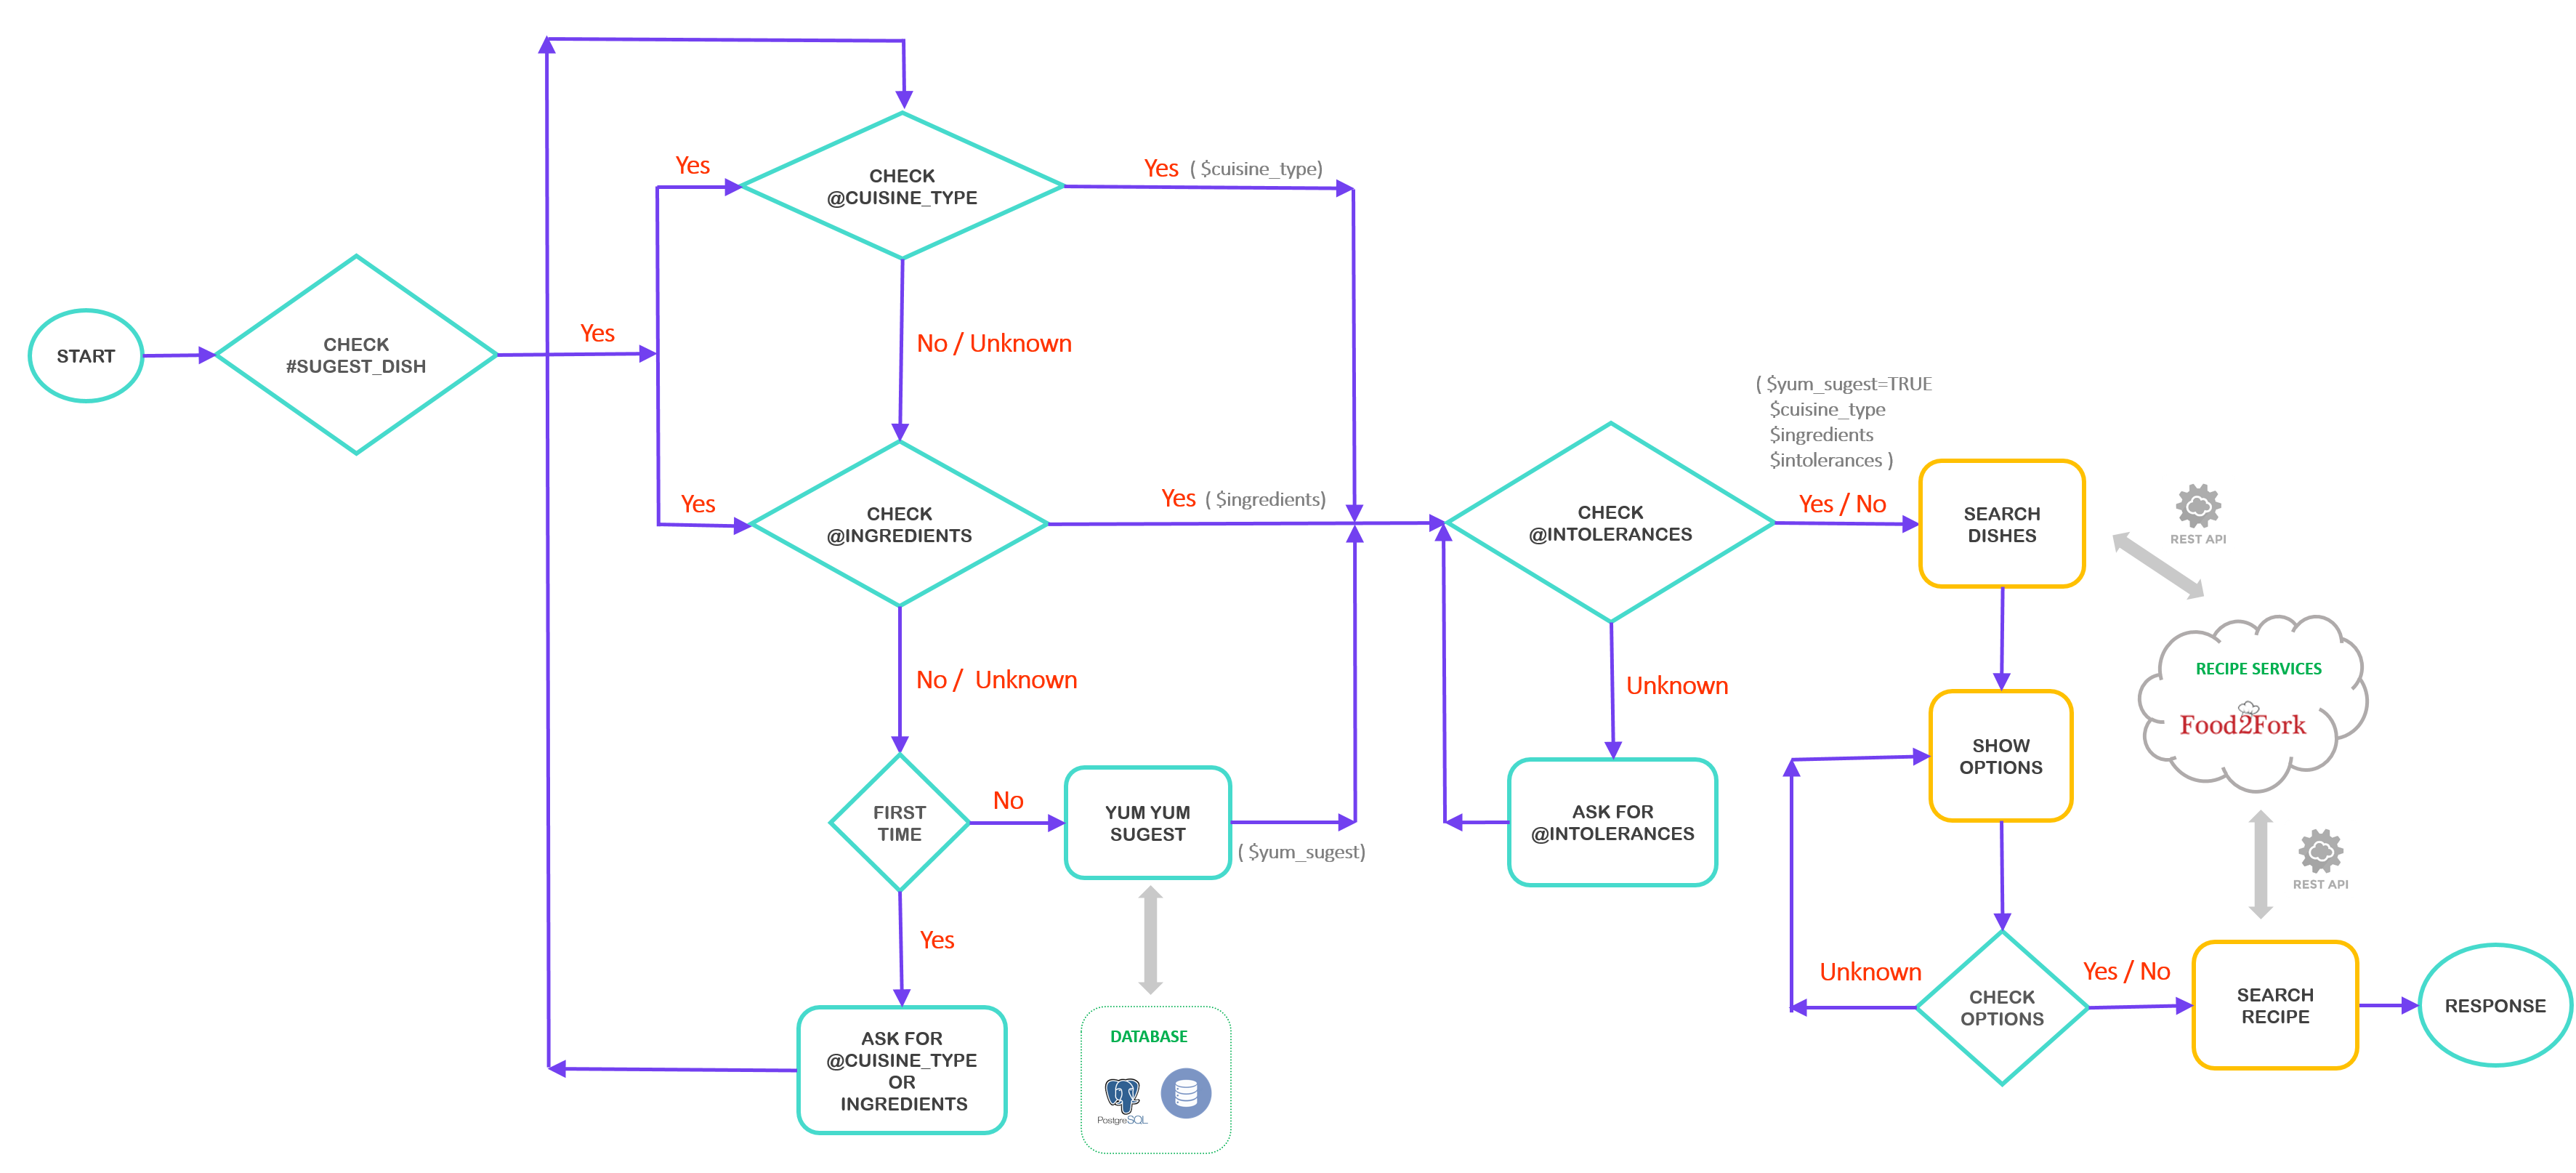 START
CHECK
#SUGEST_DISH
Yes
Yes
Yes
CHECK
@CUISINE_TYPE
Yes ( $cuisine_type)
No / Unknown
CHECK
@INGREDIENTS
Yes ( $ingredients)
No / Unknown
FIRST
TIME
No
YUM YUM
SUGEST
( $yum_sugest)
Yes
ASK FOR
@CUISINE_TYPE
OR
INGREDIENTS
DATABASE
PostgreSQL
CHECK
@INTOLERANCES
Unknown
ASK FOR
@INTOLERANCES
( $yum_sugest=TRUE
$cuisine_type
$ingredients
$intolerances )
Yes / No
SEARCH
DISHES
REST API
RECIPE SERVICES
Food2Fork
SHOW
OPTIONS
REST API
Unknown
CHECK
OPTIONS
Yes / No
SEARCH
RECIPE
RESPONSE